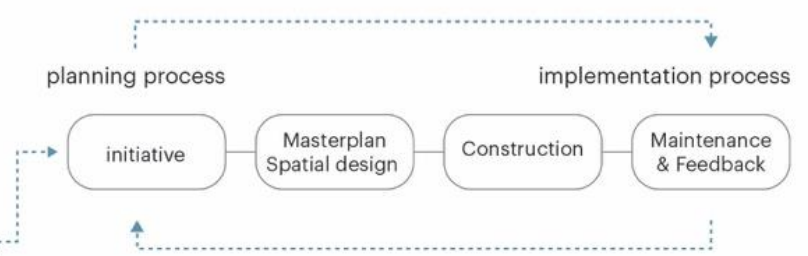 planning process
implementation process
initiative
Masterplan
Spatial design
Construction
Maintenance
& Feedback